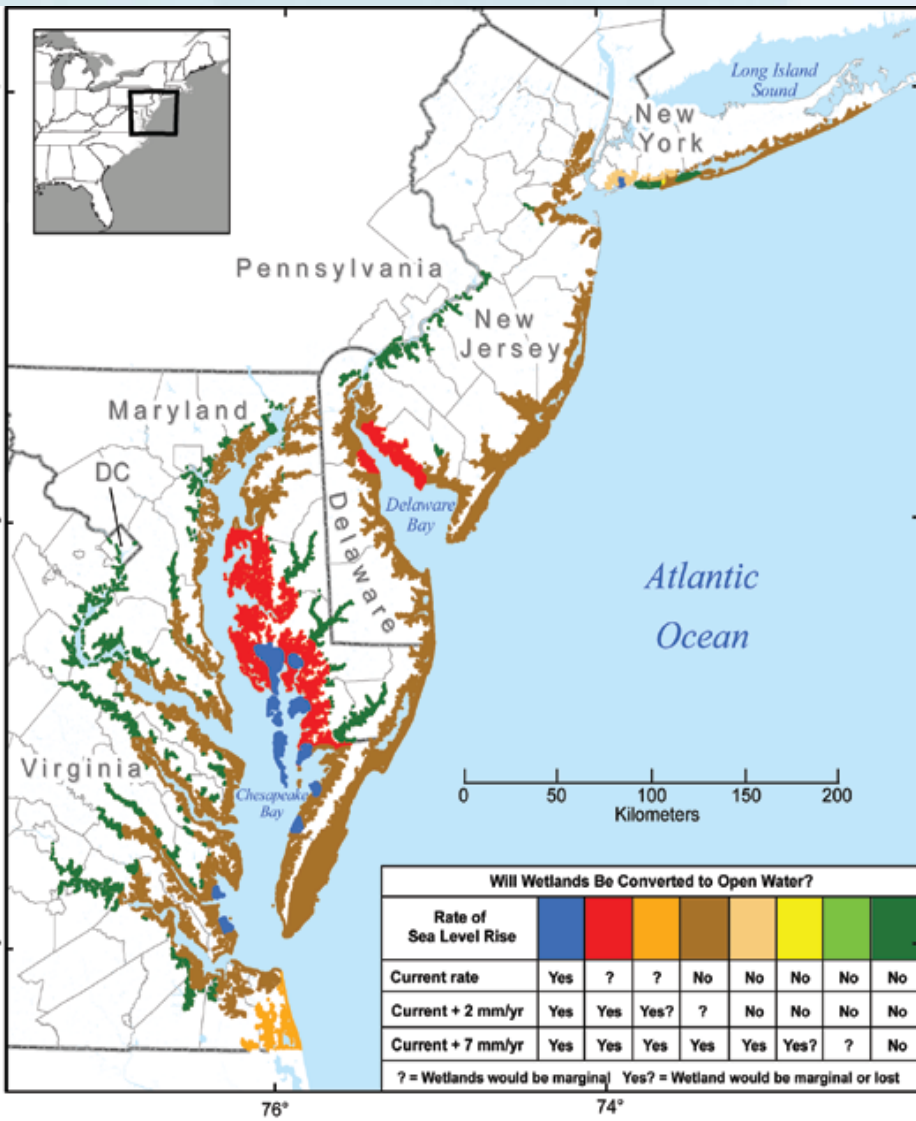 Long Island
Sound
New
York
Pennsylvania
New
Jersey
Maryland
DC
Delaware
Bay
Delaware
Atlantic
Ocean
Virginia
Chesapeake
Bay
0 50 100 150 200
Kilometers
Will Wetlands Be Converted to Open Water?
Rate of
Sea Level Rise
Current rate Yes ? ? No No No No No
Current + 2 mm/yr Yes Yes Yes? ? No No No No
Current + 7 mm/yr Yes Yes Yes Yes Yes Yes? ? No
? = Wetlands would be marginal Yes? = Wetland would be marginal or lost
76° 74°